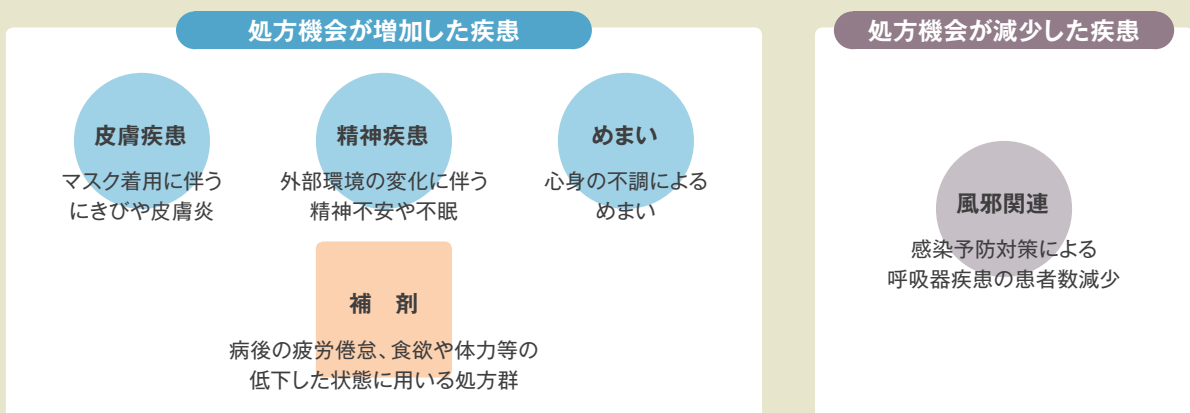 処方機会が増加した疾患
皮膚疾患
マスク着用に伴う
にきびや皮膚炎
精神疾患
外部環境の変化に伴う
精神不安や不眠
めまい
心身の不調による
めまい
補　剤
病後の疲労倦怠、食欲や体力等の
低下した状態に用いる処方群
処方機会が減少した疾患
風邪関連
感染予防対策による
呼吸器疾患の患者数減少